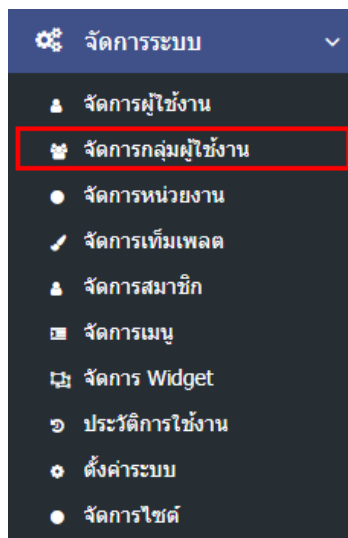 จัดการระบบ
จัดการผู้ใช้งาน
จัดการกลุ่มผู้ใช้งาน
จัดการหน่วยงาน
จัดการเท็มเพลต
จัดการสมาชิก
จัดการเมนู
จัดการ Widget
ประวัติการใช้งาน
ตั้งค่าระบบ
จัดการไซต์